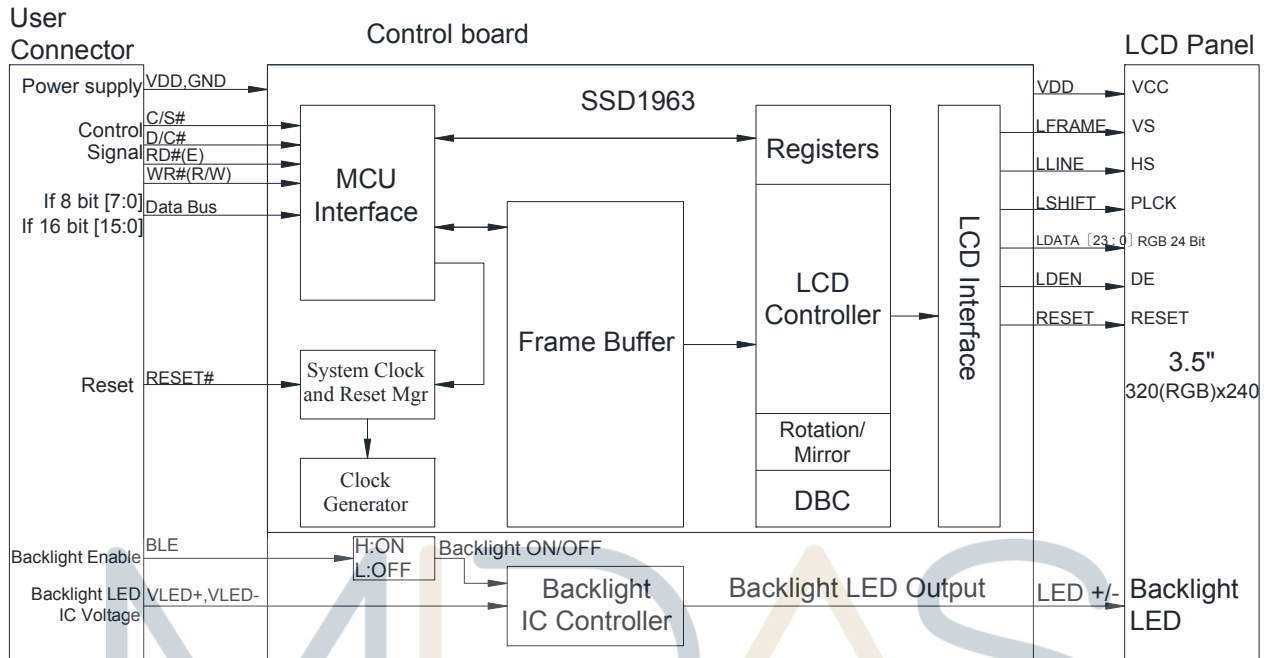 User
Connector
Control board
LCD Panel
Power supply
VDD,GND
Control
Signal
C/S#
D/C#
RD#(E)
WR#(R/W)
If 8 bit [7:0]
If 16 bit [15:0]
Data Bus
MCU
Interface
SSD1963
Registers
LCD
Controller
Frame Buffer
Rotation/
Mirror
DBC
LCD Interface
Reset
RESET#
System Clock
and Reset Mgr
Clock
Generator
VDD
VCC
LFRAME
VS
LLINE
HS
LSHIFT
PLCK
LDATA [23:0]
RGB 24 Bit
LDEN
DE
RESET
RESET
3.5"
320(RGB)x240
Backlight Enable
BLE
H:ON
L:OFF
Backlight ON/OFF
Backlight LED
IC Voltage
VLED+,VLED-
Backlight
IC Controller
Backlight LED Output
LED +/-
Backlight
LED
MIDAS